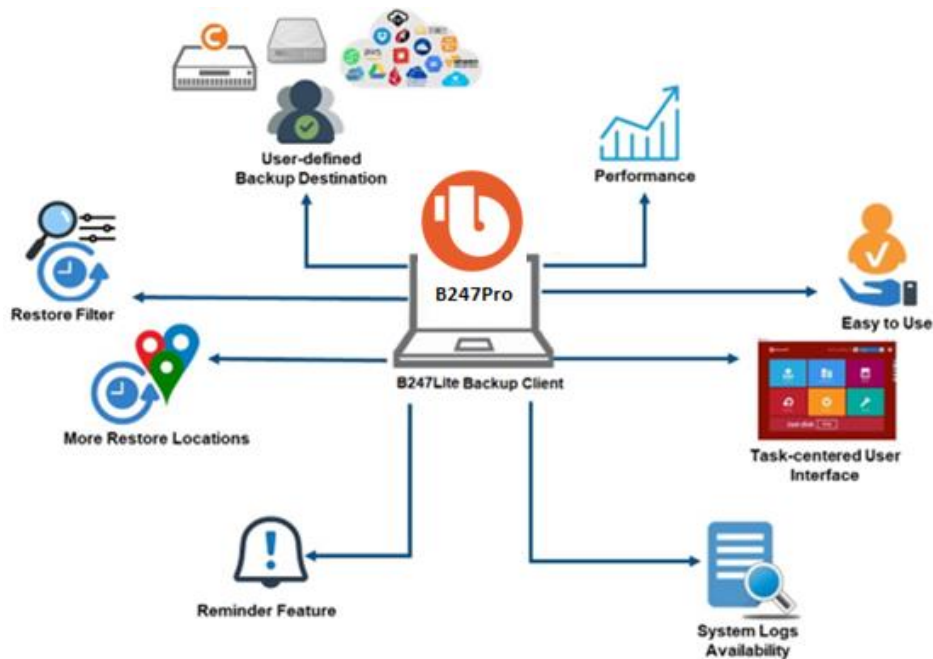 C
aws
User-defined
Backup Destination
Performance
B247Pro
Restore Filter
Easy to Use
B247Lite Backup Client
More Restore Locations
Task-centered User
Interface
Reminder Feature
System Logs
Availability